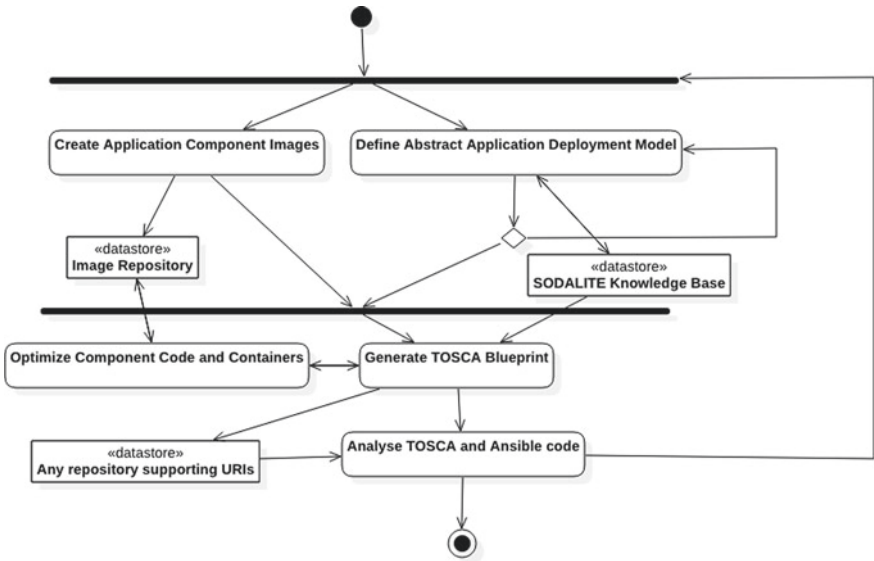 Create Application Component Images
Define Abstract Application Deployment Model
«datastore»
Image Repository
«datastore»
SODALITE Knowledge Base
Optimize Component Code and Containers
Generate TOSCA Blueprint
«datastore»
Any repository supporting URIs
Analyse TOSCA and Ansible code